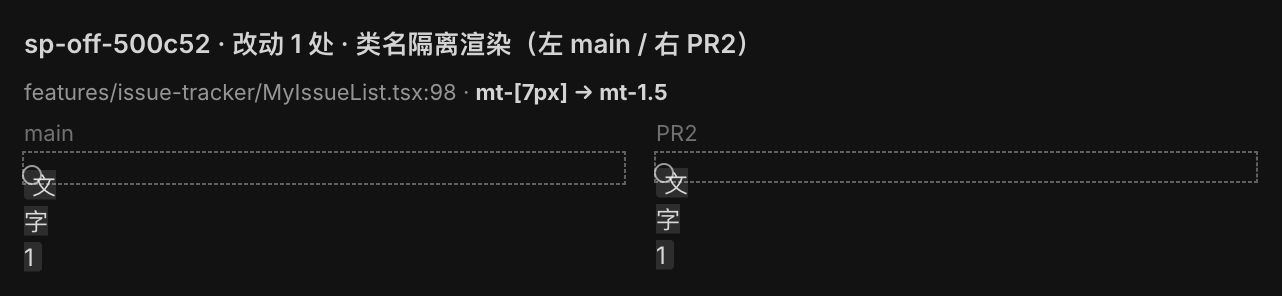 sp-off-500c52 · 改动 1 处 · 类名隔离渲染（左 main / 右 PR2）
features/issue-tracker/MyIssueList.tsx:98 · mt-[7px] → mt-1.5
main
文
字
1
PR2
文
字
1